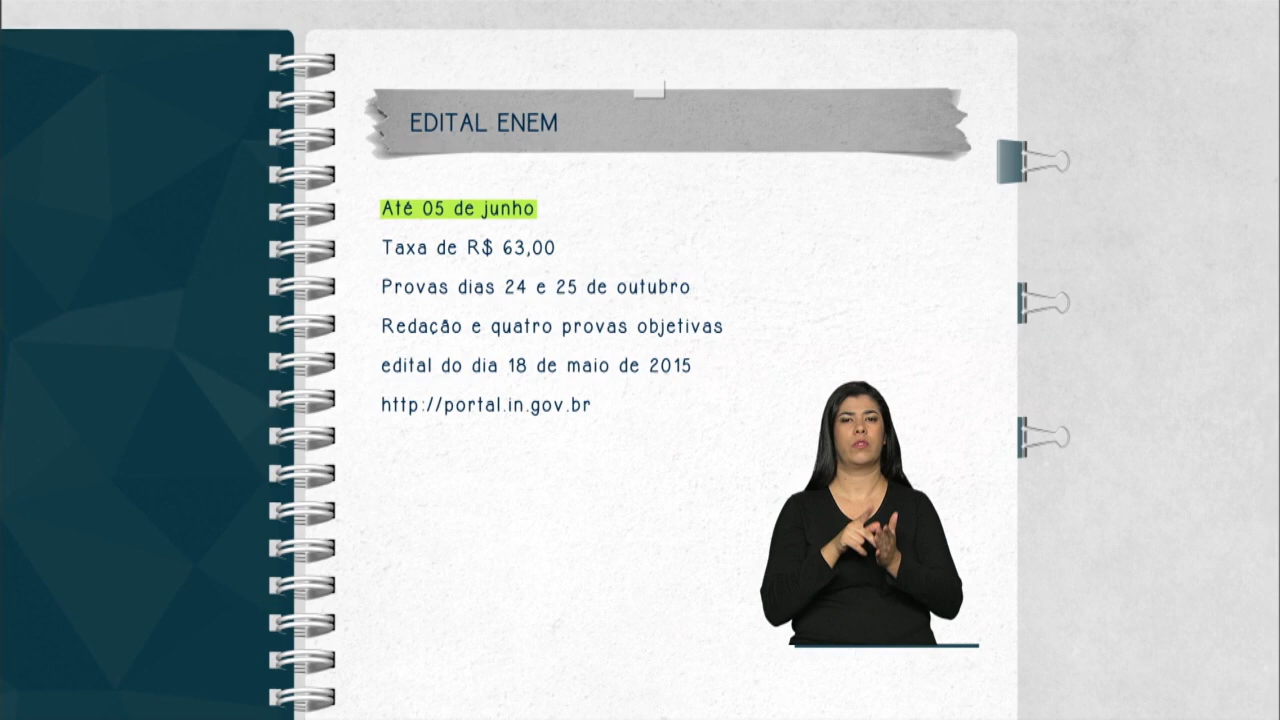 EDITAL ENEM
Até 05 de junho
Taxa de R$ 63,00
Provas dias 24 e 25 de outubro
Redação e quatro provas objetivas
edital do dia 18 de maio de 2015
http://portal.in.gov.br